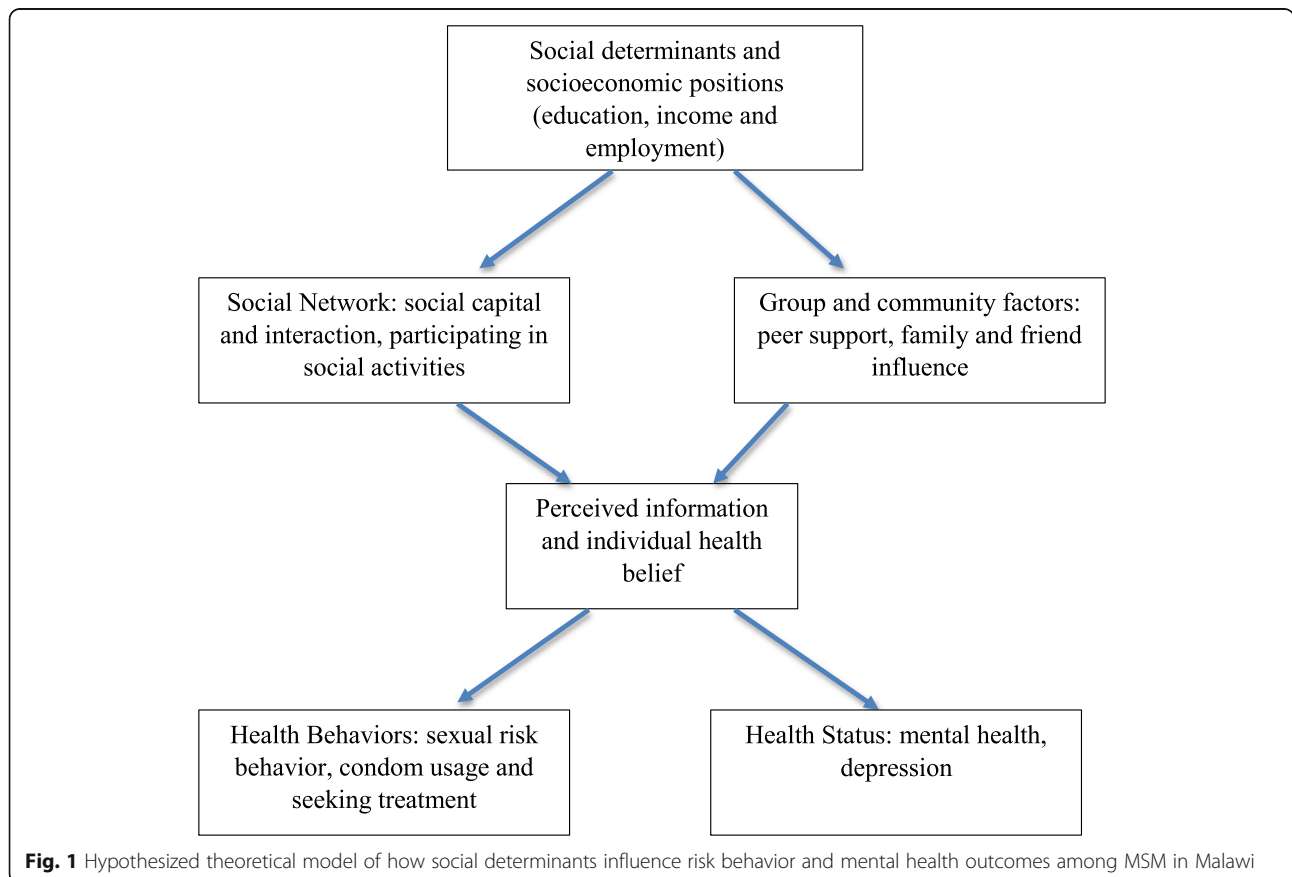 Social determinants and
socioeconomic positions
(education, income and
employment)
Social Network: social capital
and interaction, participating in
social activities
Group and community factors:
peer support, family and friend
influence
Perceived information
and individual health
belief
Health Behaviors: sexual risk
behavior, condom usage and
seeking treatment
Health Status: mental health,
depression
Fig. 1 Hypothesized theoretical model of how social determinants influence risk behavior and mental health outcomes among MSM in Malawi